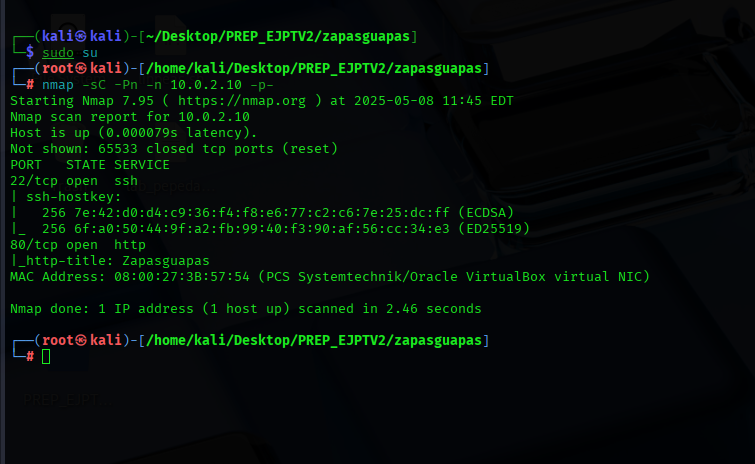 ┌──(kali㉿kali)-[~/Desktop/PREP_EJPTV2/zapasguapas]
└─$ sudo su
┌──(root㉿kali)-[/home/kali/Desktop/PREP_EJPTV2/zapasguapas]
└─# nmap -sC -Pn -n 10.0.2.10 -p-
Starting Nmap 7.95 ( https://nmap.org ) at 2025-05-08 11:45 EDT
Nmap scan report for 10.0.2.10
Host is up (0.000079s latency).
Not shown: 65533 closed tcp ports (reset)
PORT   STATE SERVICE
22/tcp open  ssh
| ssh-hostkey:
|   256 7e:42:d0:d4:c9:36:f4:f8:e6:77:c2:c6:7e:25:dc:ff (ECDSA)
|_  256 6f:a0:50:44:9f:a2:fb:99:40:f3:90:af:56:cc:34:e3 (ED25519)
80/tcp open  http
|_http-title: Zapasguapas
MAC Address: 08:00:27:3B:57:54 (PCS Systemtechnik/Oracle VirtualBox virtual NIC)
Nmap done: 1 IP address (1 host up) scanned in 2.46 seconds
┌──(root㉿kali)-[/home/kali/Desktop/PREP_EJPTV2/zapasguapas]
└─#